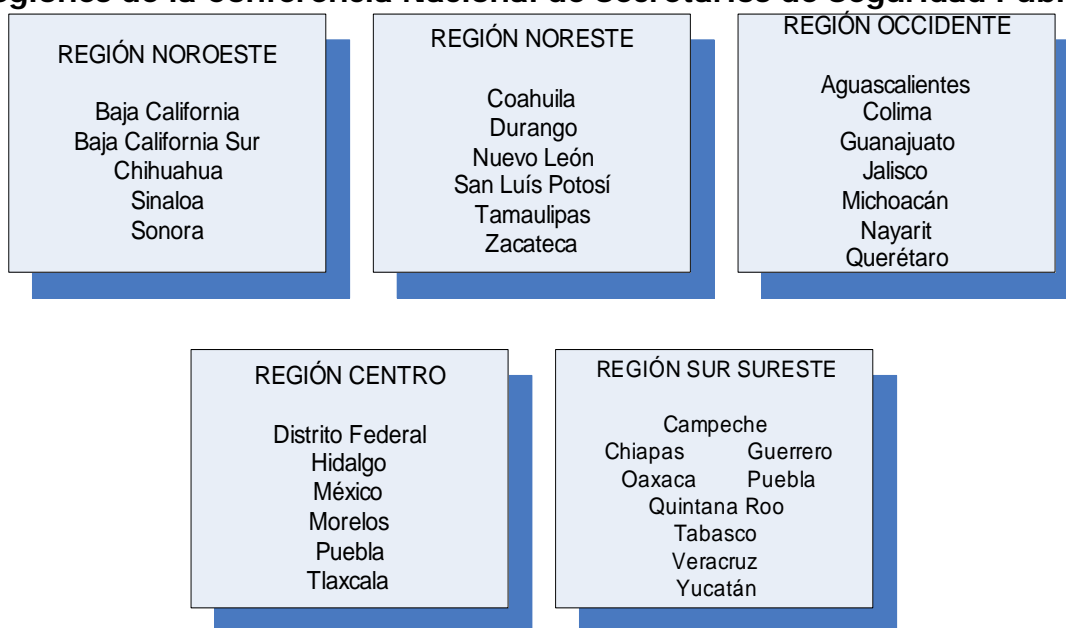 egiones de la Conferencia Nacional de Secretarios de Seguridad Públ
REGIÓN NOROESTE
Baja California
Baja California Sur
Chihuahua
Sinaloa
Sonora
REGIÓN NORESTE
Coahuila
Durango
Nuevo León
San Luís Potosí
Tamaulipas
Zacateca
REGIÓN OCCIDENTE
Aguascalientes
Colima
Guanajuato
Jalisco
Michoacán
Nayarit
Querétaro
REGIÓN CENTRO
Distrito Federal
Hidalgo
México
Morelos
Puebla
Tlaxcala
REGIÓN SUR SURESTE
Campeche
Chiapas Guerrero
Oaxaca Puebla
Quintana Roo
Tabasco
Veracruz
Yucatán